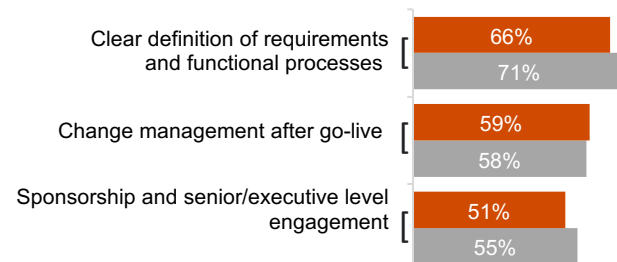 Clear definition of requirements
and functional processes
66%
71%
Change management after go-live
59%
58%
Sponsorship and senior/executive level
engagement
51%
55%